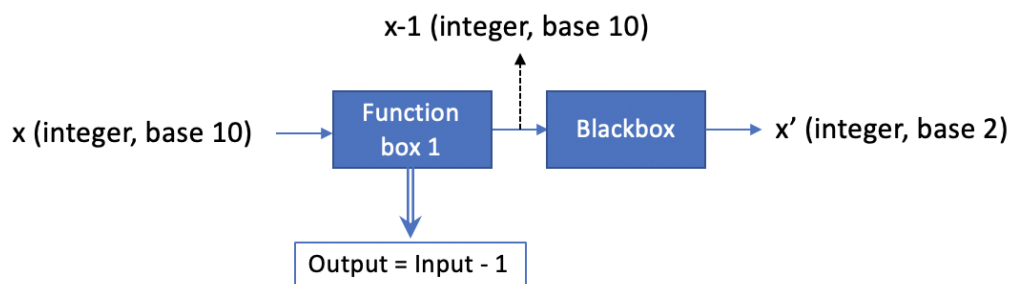 x-1 (integer, base 10)
x (integer, base 10)
Function
box 1
Blackbox
x’ (integer, base 2)
Output = Input - 1